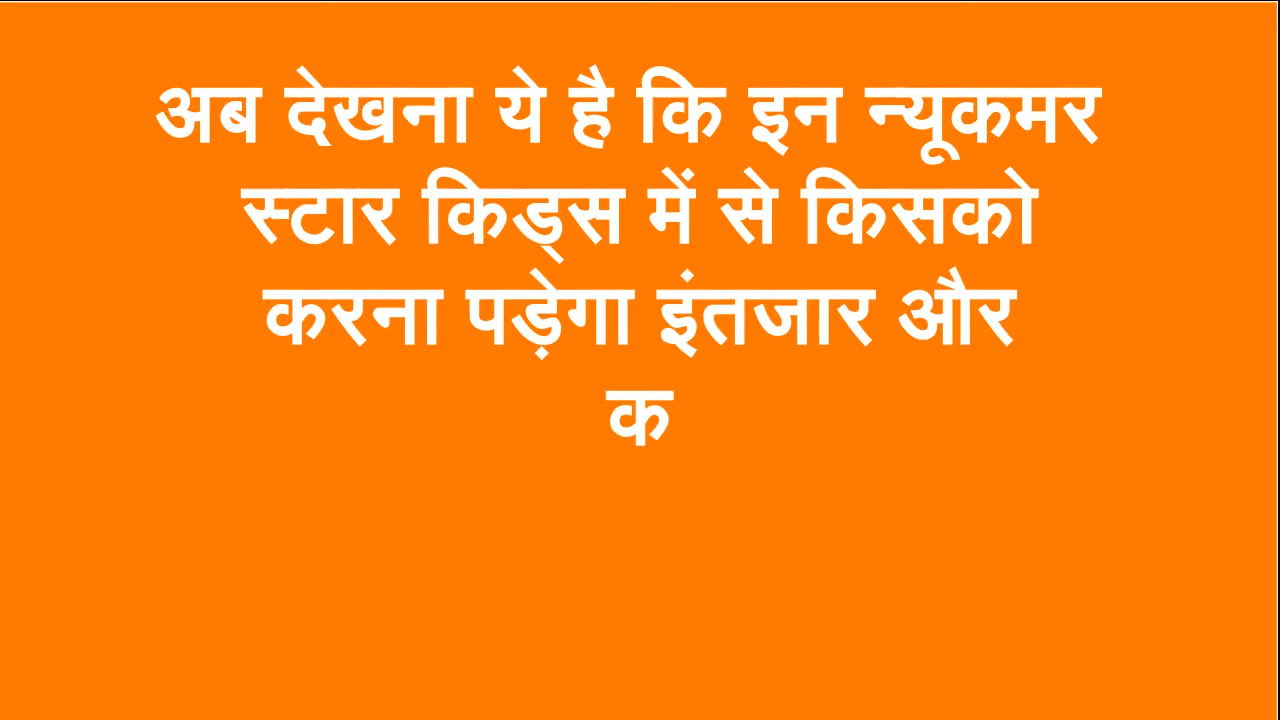 अब देखना ये है कि इन न्यूकमर
स्टार किड्स में से किसको
करना पड़ेगा इंतजार और
क